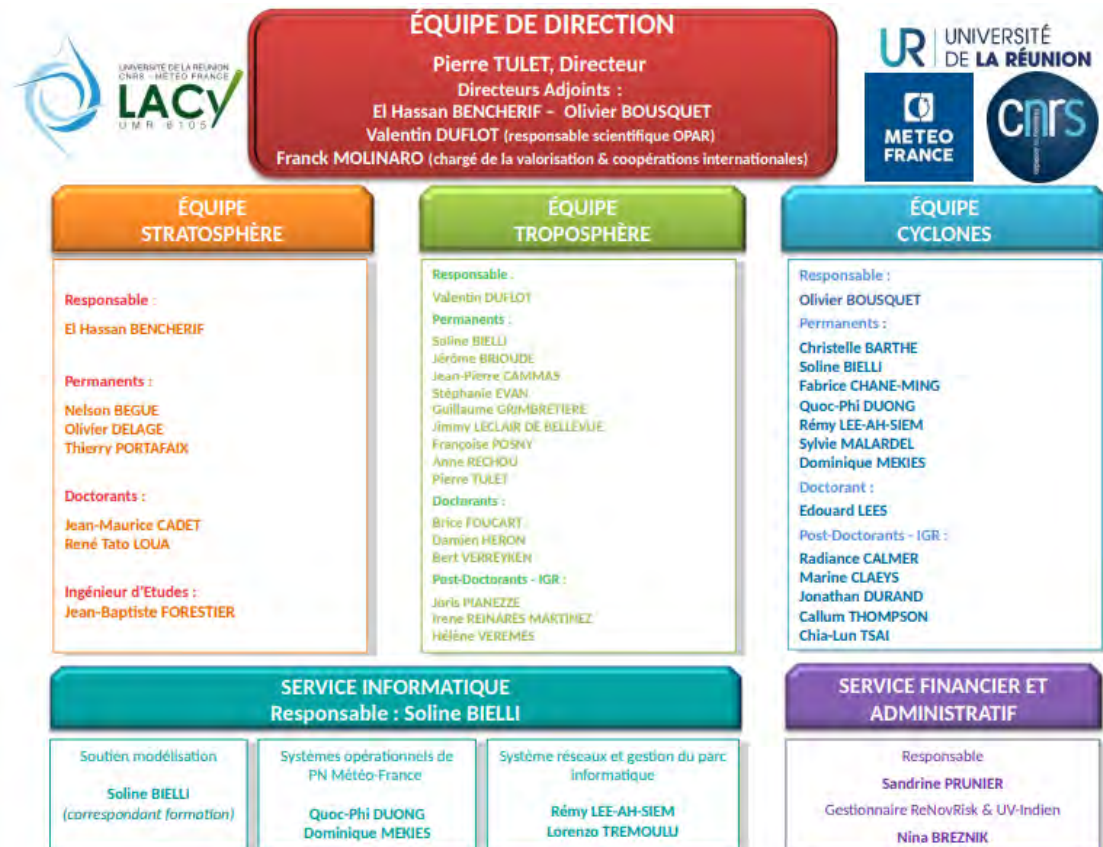 UNIVERSITÉ DE LA RÉUNION
CNRS - MÉTÉO FRANCE
LACy
UMR 8105
ÉQUIPE DE DIRECTION
Pierre TULET, Directeur
Directeurs Adjoints :
El Hassan BENCHERIF – Olivier BOUSQUET
Valentin DUFLOT (responsable scientifique OPAR)
Franck MOLINARO (chargé de la valorisation & coopérations internationales)
UR UNIVERSITÉ
DE LA RÉUNION
METEO
FRANCE
cnrs
ÉQUIPE
STRATOSPHÈRE
Responsable :
El Hassan BENCHERIF
Permanents :
Nelson BEGUE
Olivier DELAGE
Thierry PORTAFAIX
Doctorants :
Jean-Maurice CADET
René Tato LOUA
Ingénieur d'Etudes :
Jean-Baptiste FORESTIER
ÉQUIPE
TROPOSPHÈRE
Responsable :
Valentin DUFLOT
Permanents :
Soline BIELLI
Jérôme BRIOUDE
Jean-Pierre CAMMAS
Stéphanie EVAN
Guillaume GRIMBRETIERE
Jimmy LECLAIR DE BELLEVUE
Françoise POSNY
Anne RECHOU
Pierre TULET
Doctorants :
Brice FOUCART
Damien HERON
Bert VERREYKEN
Post-Doctorants - IGR :
Joris PIANEZZE
Irene REINARES MARTINEZ
Hélène VEREMES
ÉQUIPE
CYCLONES
Responsable :
Olivier BOUSQUET
Permanents :
Christelle BARTHE
Soline BIELLI
Fabrice CHANE-MING
Quoc-Phi DUONG
Rémy LEE-AH-SIEM
Sylvie MALARDEL
Dominique MEKIES
Doctorant :
Edouard LEES
Post-Doctorants - IGR :
Radiance CALMER
Marine CLAEYS
Jonathan DURAND
Callum THOMPSON
Chia-Lun TSAI
SERVICE INFORMATIQUE
Responsable : Soline BIELLI
Soutien modélisation
Soline BIELLI
(correspondant formation)
Systèmes opérationnels de
PN Météo-France
Quoc-Phi DUONG
Dominique MEKIES
Système réseaux et gestion du parc
informatique
Rémy LEE-AH-SIEM
Lorenzo TREMOULU
SERVICE FINANCIER ET
ADMINISTRATIF
Responsable
Sandrine PRUNIER
Gestionnaire ReNovRisk & UV-Indien
Nina BREZNIK